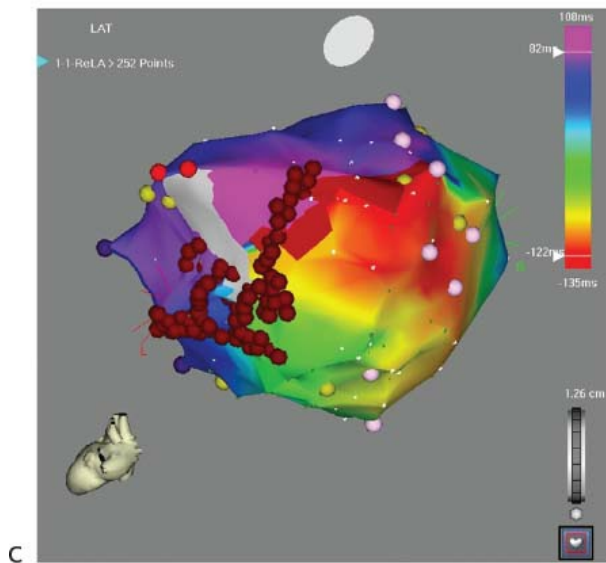 LAT
108ms
82ms
1-1-ReLA > 252 Points
-122ms
-135ms
1.26 cm
C